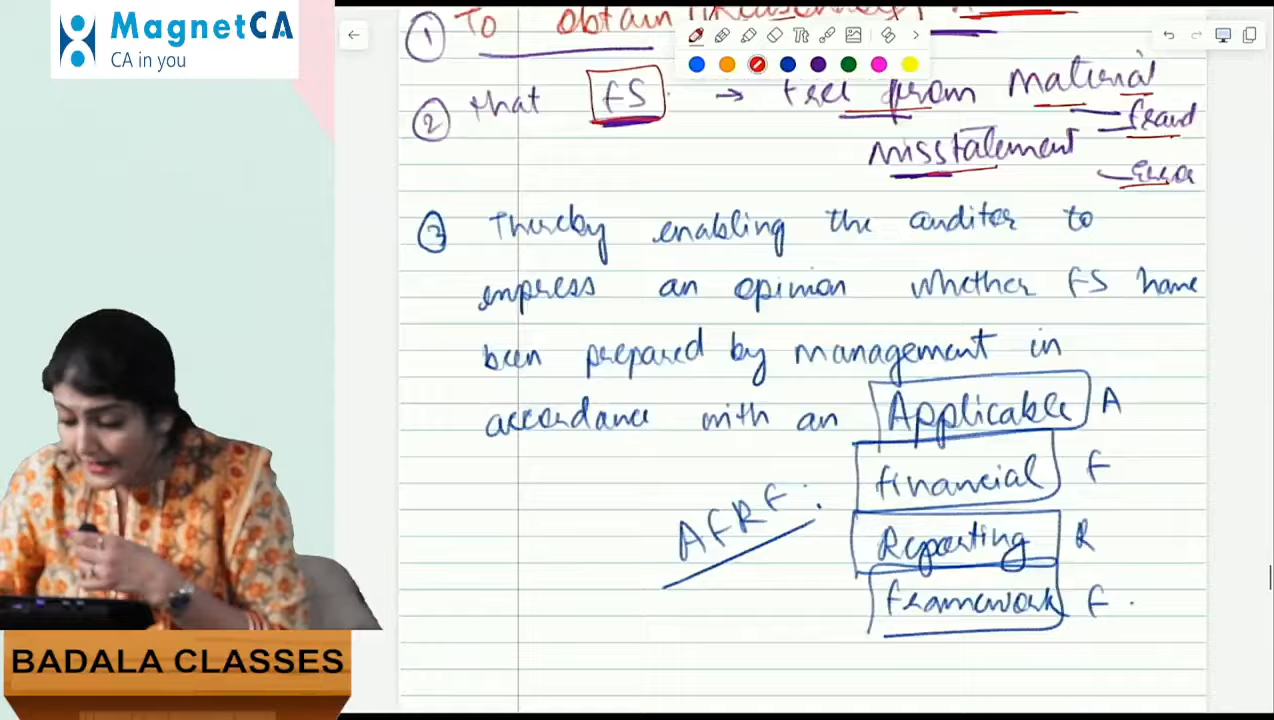 MagnetCA
CA in you
① To obtain
② that FS → free from Material
fraud
misstatement
error
③ Thereby enabling the auditor to
express an opinion whether FS have
been prepared by management in
accordance with an Applicable A
financial F
AFRF: Reporting R
framework F
BADALA CLASSES